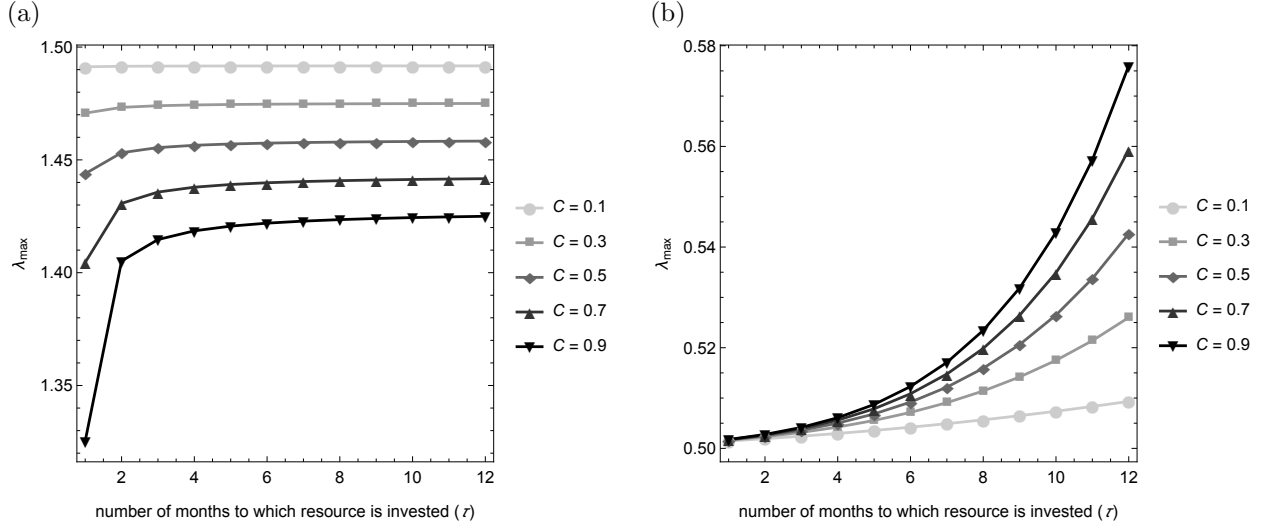 (a)
1.50
1.45
1.40
1.35
λmax
2 4 6 8 10 12
number of months to which resource is invested (τ)
C = 0.1
C = 0.3
C = 0.5
C = 0.7
C = 0.9
(b)
0.58
0.56
0.54
0.52
0.50
λmax
2 4 6 8 10 12
number of months to which resource is invested (τ)
C = 0.1
C = 0.3
C = 0.5
C = 0.7
C = 0.9